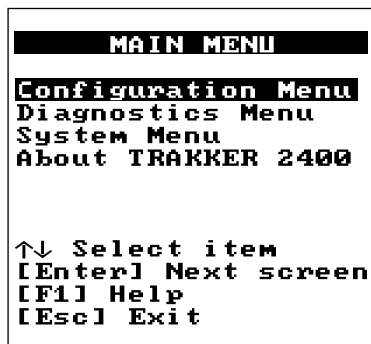 MAIN MENU
Configuration Menu
Diagnostics Menu
System Menu
About TRAKKER 2400
↑↓ Select item
[Enter] Next screen
[F1] Help
[Esc] Exit